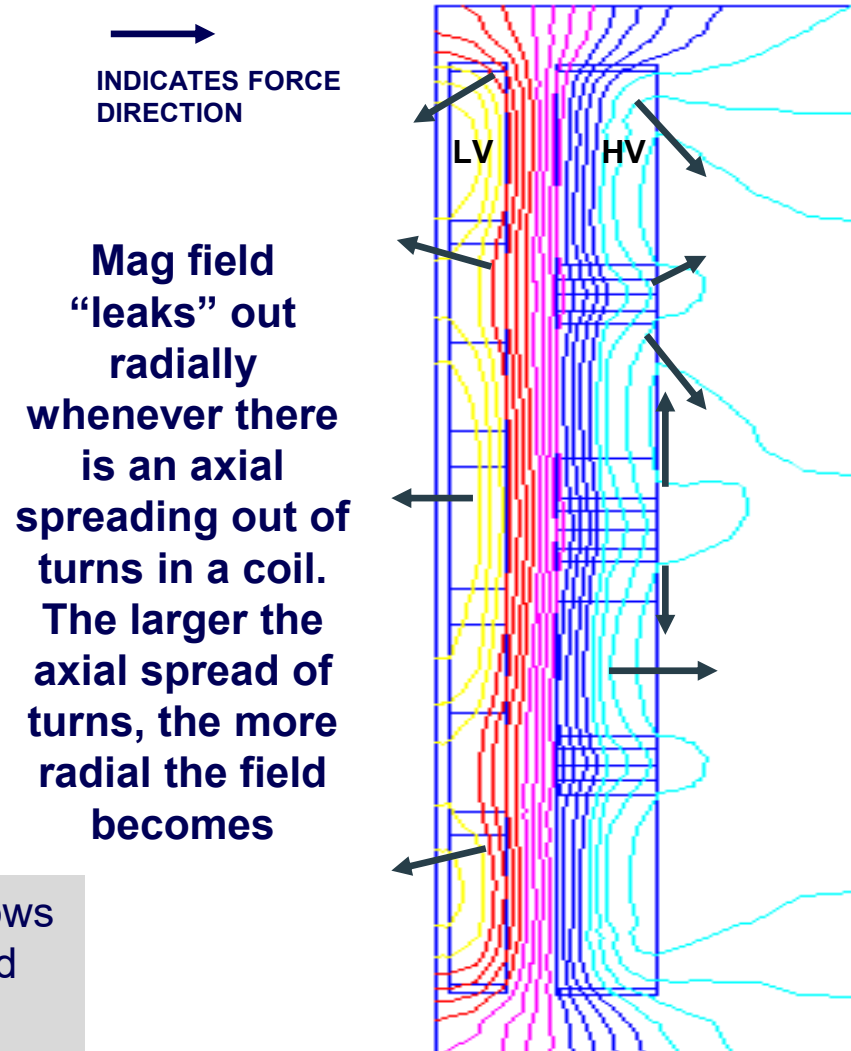 INDICATES FORCE
DIRECTION
LV
HV
Mag field
“leaks” out
radially
whenever there
is an axial
spreading out of
turns in a coil.
The larger the
axial spread of
turns, the more
radial the field
becomes